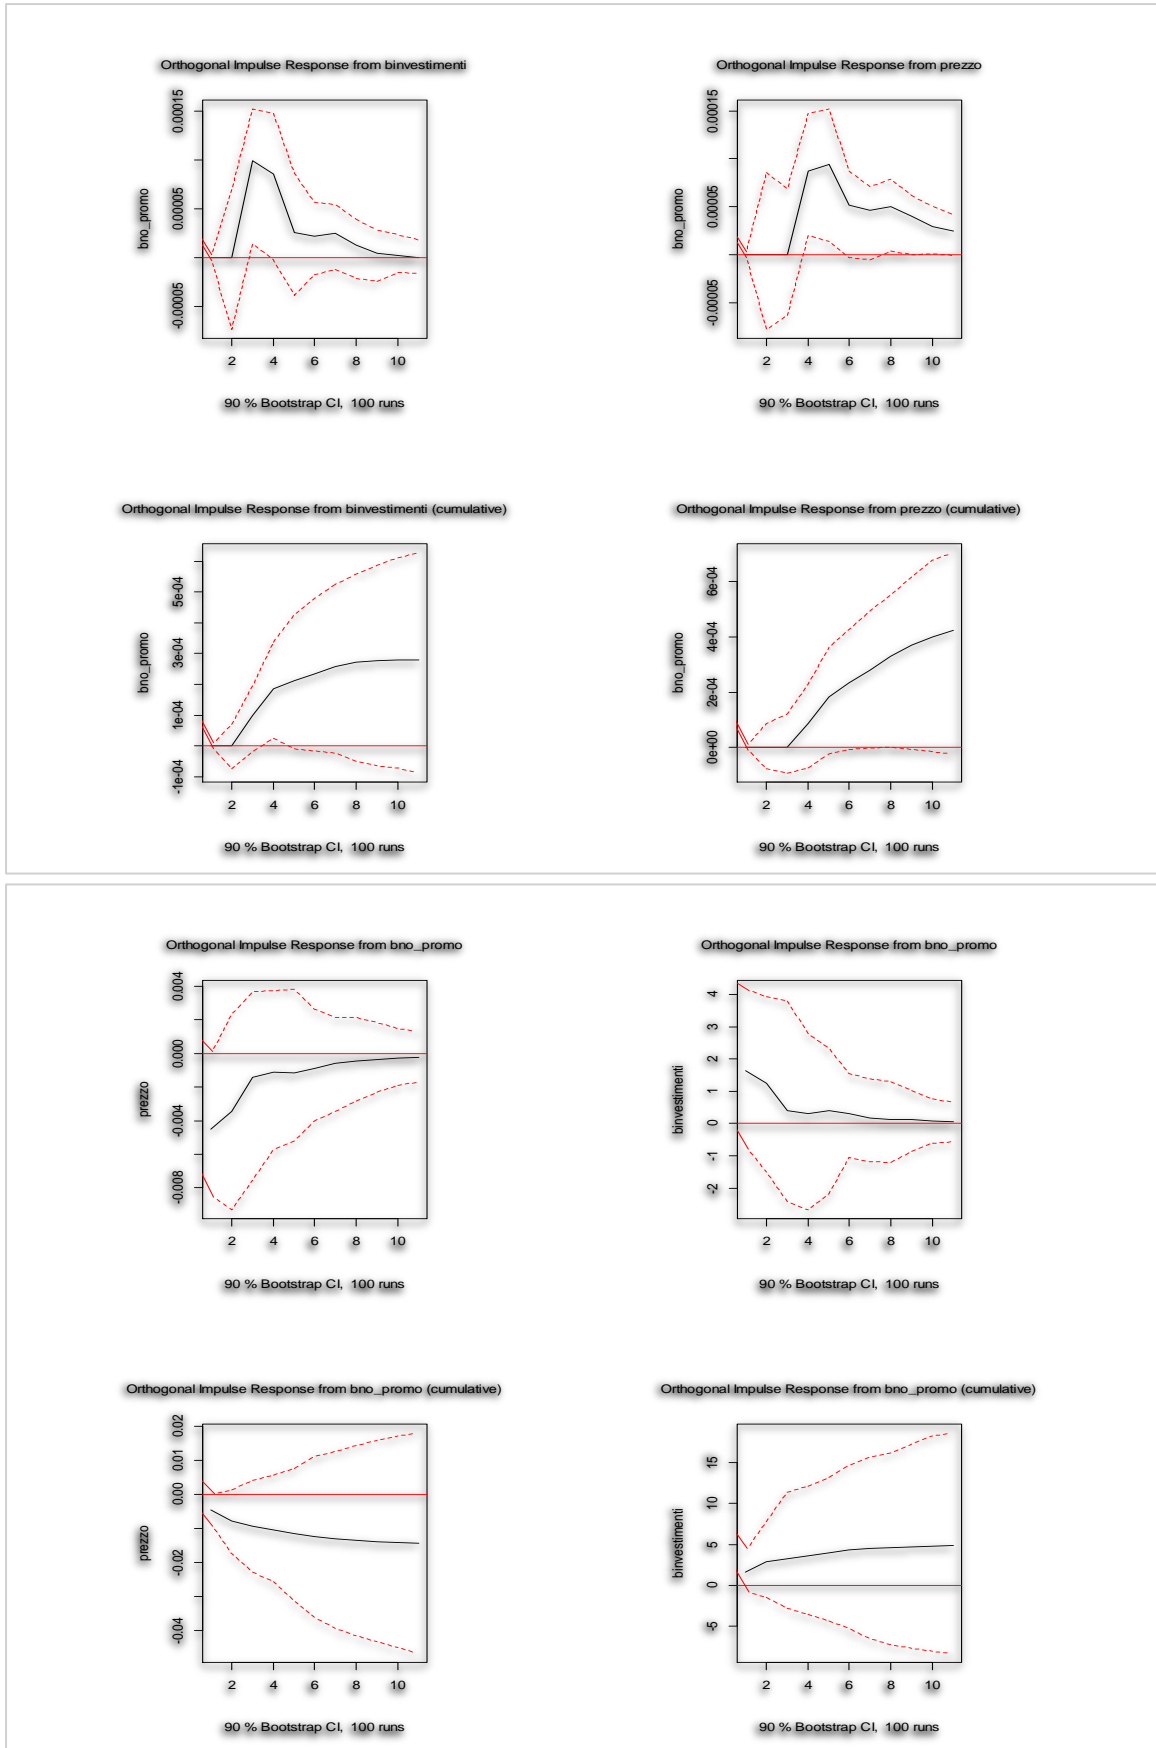 Orthogonal Impulse Response from binvestimenti
bno_promo
-0.00005 0.00005 0.00015
2 4 6 8 10
90 % Bootstrap CI, 100 runs
Orthogonal Impulse Response from prezzo
bno_promo
-0.00005 0.00005 0.00015
2 4 6 8 10
90 % Bootstrap CI, 100 runs
Orthogonal Impulse Response from binvestimenti (cumulative)
bno_promo
-1e-04 1e-04 3e-04 5e-04
2 4 6 8 10
90 % Bootstrap CI, 100 runs
Orthogonal Impulse Response from prezzo (cumulative)
bno_promo
0e+00 2e-04 4e-04 6e-04
2 4 6 8 10
90 % Bootstrap CI, 100 runs
Orthogonal Impulse Response from bno_promo
prezzo
-0.008 -0.004 0.000 0.004
2 4 6 8 10
90 % Bootstrap CI, 100 runs
Orthogonal Impulse Response from bno_promo
binvestimenti
-2 -1 0 1 2 3 4
2 4 6 8 10
90 % Bootstrap CI, 100 runs
Orthogonal Impulse Response from bno_promo (cumulative)
prezzo
-0.04 -0.02 0.00 0.01 0.02
2 4 6 8 10
90 % Bootstrap CI, 100 runs
Orthogonal Impulse Response from bno_promo (cumulative)
binvestimenti
-5 0 5 10 15
2 4 6 8 10
90 % Bootstrap CI, 100 runs